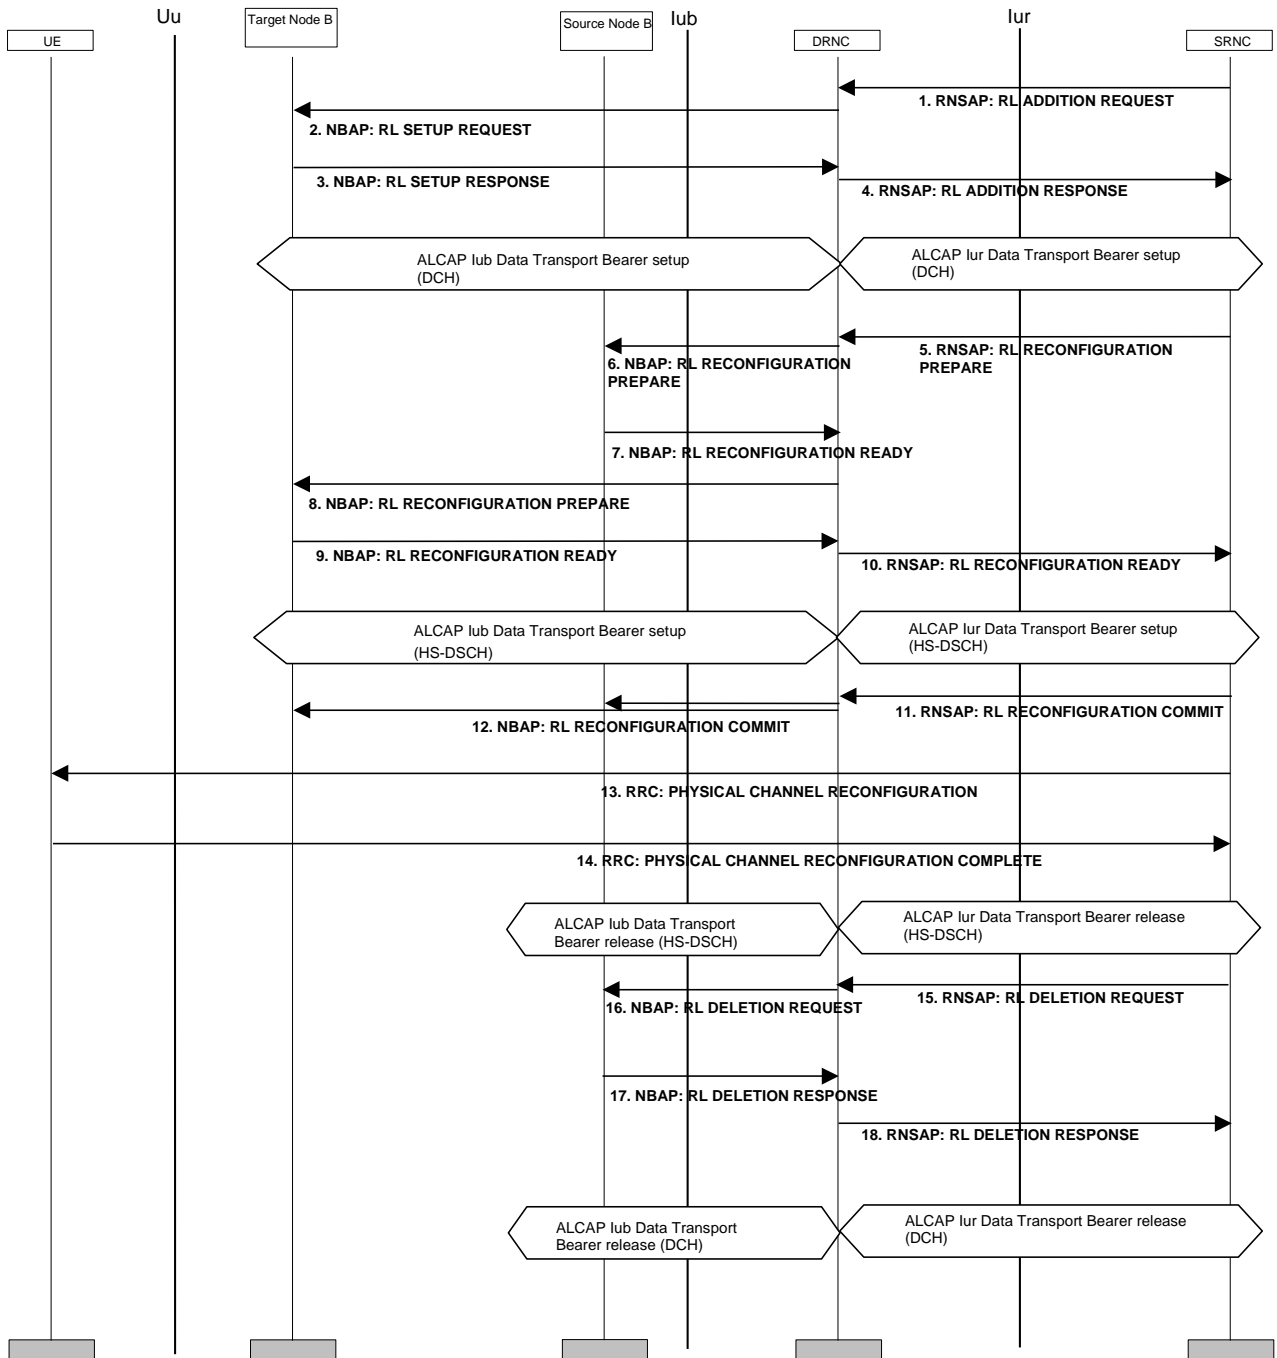 Uu
Target Node B
Source Node B
Iub
Iur
UE
DRNC
SRNC
1. RNSAP: RL ADDITION REQUEST
2. NBAP: RL SETUP REQUEST
3. NBAP: RL SETUP RESPONSE
4. RNSAP: RL ADDITION RESPONSE
ALCAP Iub Data Transport Bearer setup
(DCH)
ALCAP Iur Data Transport Bearer setup
(DCH)
5. RNSAP: RL RECONFIGURATION
PREPARE
6. NBAP: RL RECONFIGURATION
PREPARE
7. NBAP: RL RECONFIGURATION READY
8. NBAP: RL RECONFIGURATION PREPARE
9. NBAP: RL RECONFIGURATION READY
10. RNSAP: RL RECONFIGURATION READY
ALCAP Iub Data Transport Bearer setup
(HS-DSCH)
ALCAP Iur Data Transport Bearer setup
(HS-DSCH)
11. RNSAP: RL RECONFIGURATION COMMIT
12. NBAP: RL RECONFIGURATION COMMIT
13. RRC: PHYSICAL CHANNEL RECONFIGURATION
14. RRC: PHYSICAL CHANNEL RECONFIGURATION COMPLETE
ALCAP Iub Data Transport
Bearer release (HS-DSCH)
ALCAP Iur Data Transport Bearer release
(HS-DSCH)
15. RNSAP: RL DELETION REQUEST
16. NBAP: RL DELETION REQUEST
17. NBAP: RL DELETION RESPONSE
18. RNSAP: RL DELETION RESPONSE
ALCAP Iub Data Transport
Bearer release (DCH)
ALCAP Iur Data Transport Bearer release
(DCH)